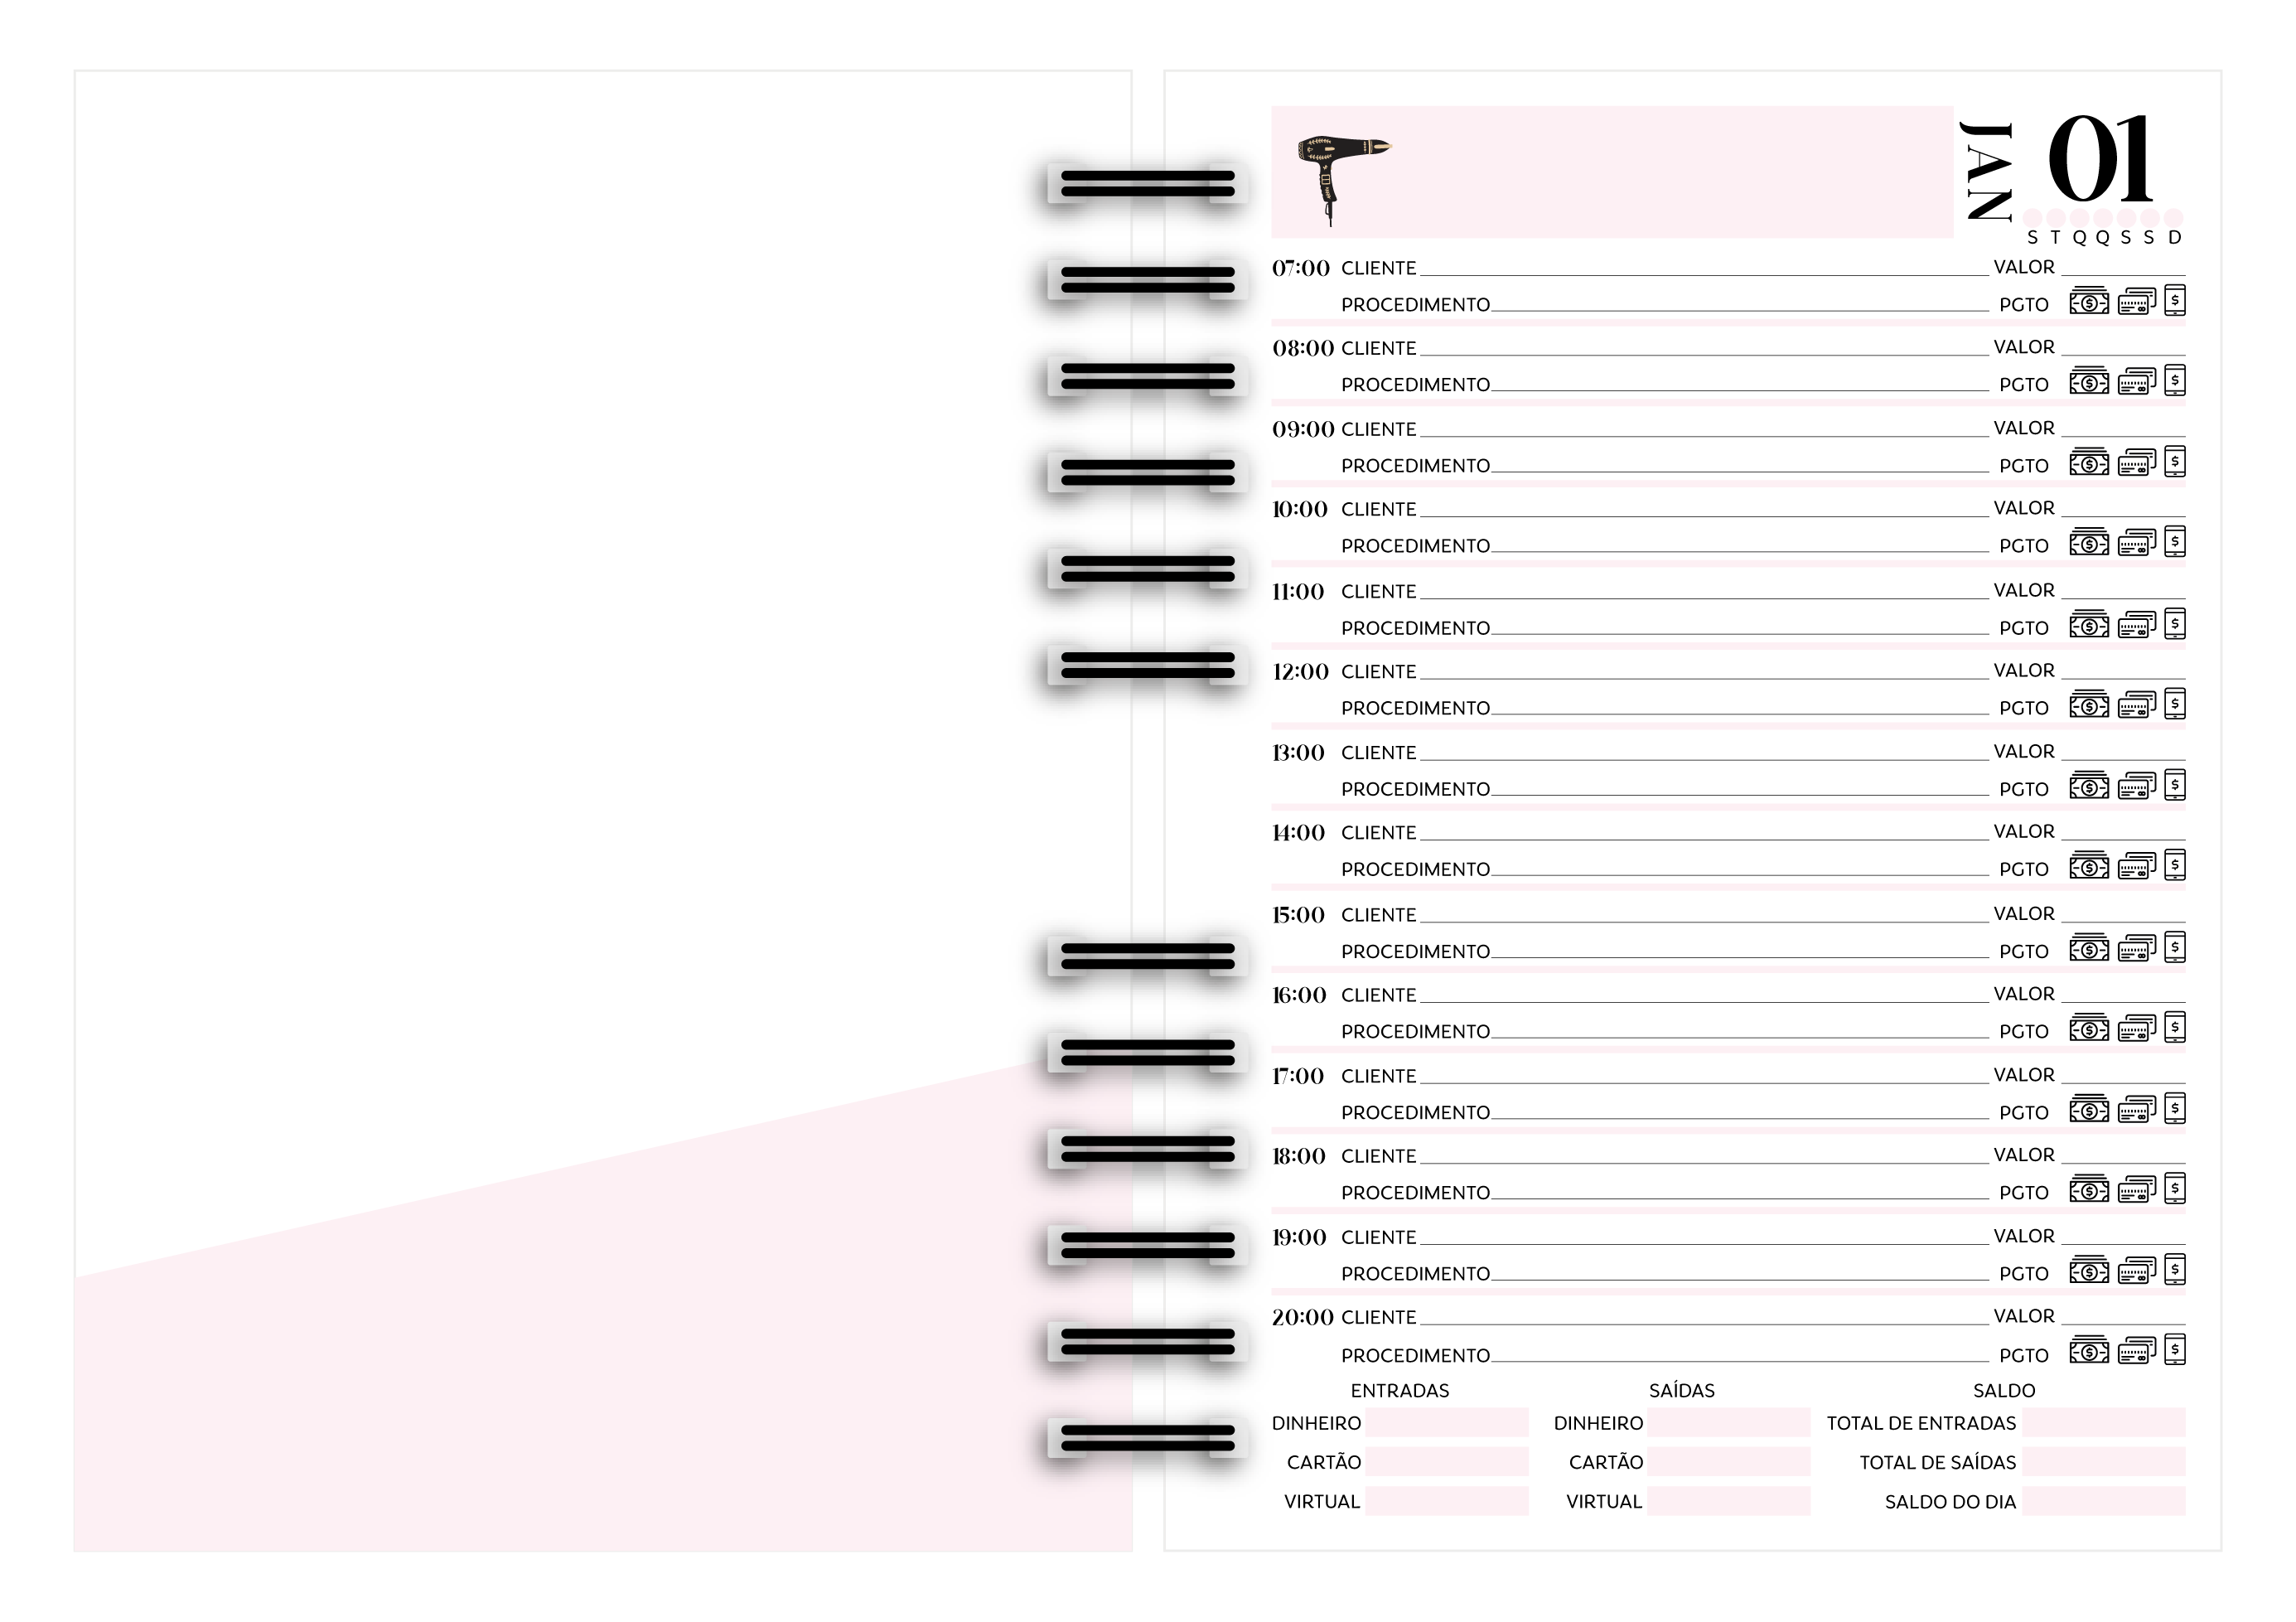 JAN
01
S T Q Q S S D
07:00 CLIENTE VALOR
PROCEDIMENTO PGTO
08:00 CLIENTE VALOR
PROCEDIMENTO PGTO
09:00 CLIENTE VALOR
PROCEDIMENTO PGTO
10:00 CLIENTE VALOR
PROCEDIMENTO PGTO
11:00 CLIENTE VALOR
PROCEDIMENTO PGTO
12:00 CLIENTE VALOR
PROCEDIMENTO PGTO
13:00 CLIENTE VALOR
PROCEDIMENTO PGTO
14:00 CLIENTE VALOR
PROCEDIMENTO PGTO
15:00 CLIENTE VALOR
PROCEDIMENTO PGTO
16:00 CLIENTE VALOR
PROCEDIMENTO PGTO
17:00 CLIENTE VALOR
PROCEDIMENTO PGTO
18:00 CLIENTE VALOR
PROCEDIMENTO PGTO
19:00 CLIENTE VALOR
PROCEDIMENTO PGTO
20:00 CLIENTE VALOR
PROCEDIMENTO PGTO
ENTRADAS SAÍDAS SALDO
DINHEIRO DINHEIRO TOTAL DE ENTRADAS
CARTÃO CARTÃO TOTAL DE SAÍDAS
VIRTUAL VIRTUAL SALDO DO DIA